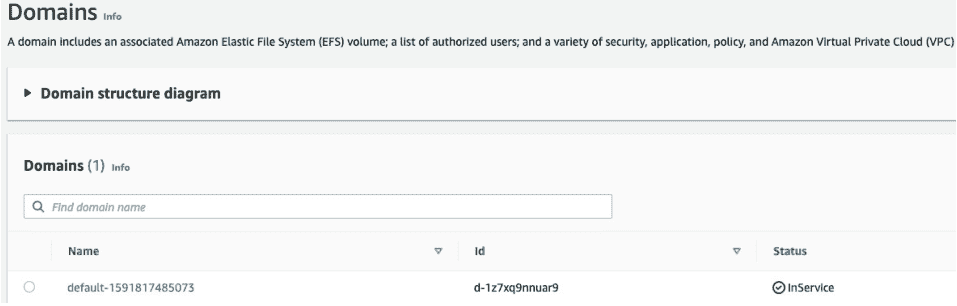 Domains Info
A domain includes an associated Amazon Elastic File System (EFS) volume; a list of authorized users; and a variety of security, application, policy, and Amazon Virtual Private Cloud (VPC)
Domain structure diagram
Domains (1) Info
Find domain name
Name Id Status
default-1591817485073 d-1z7xq9nnuar9 InService